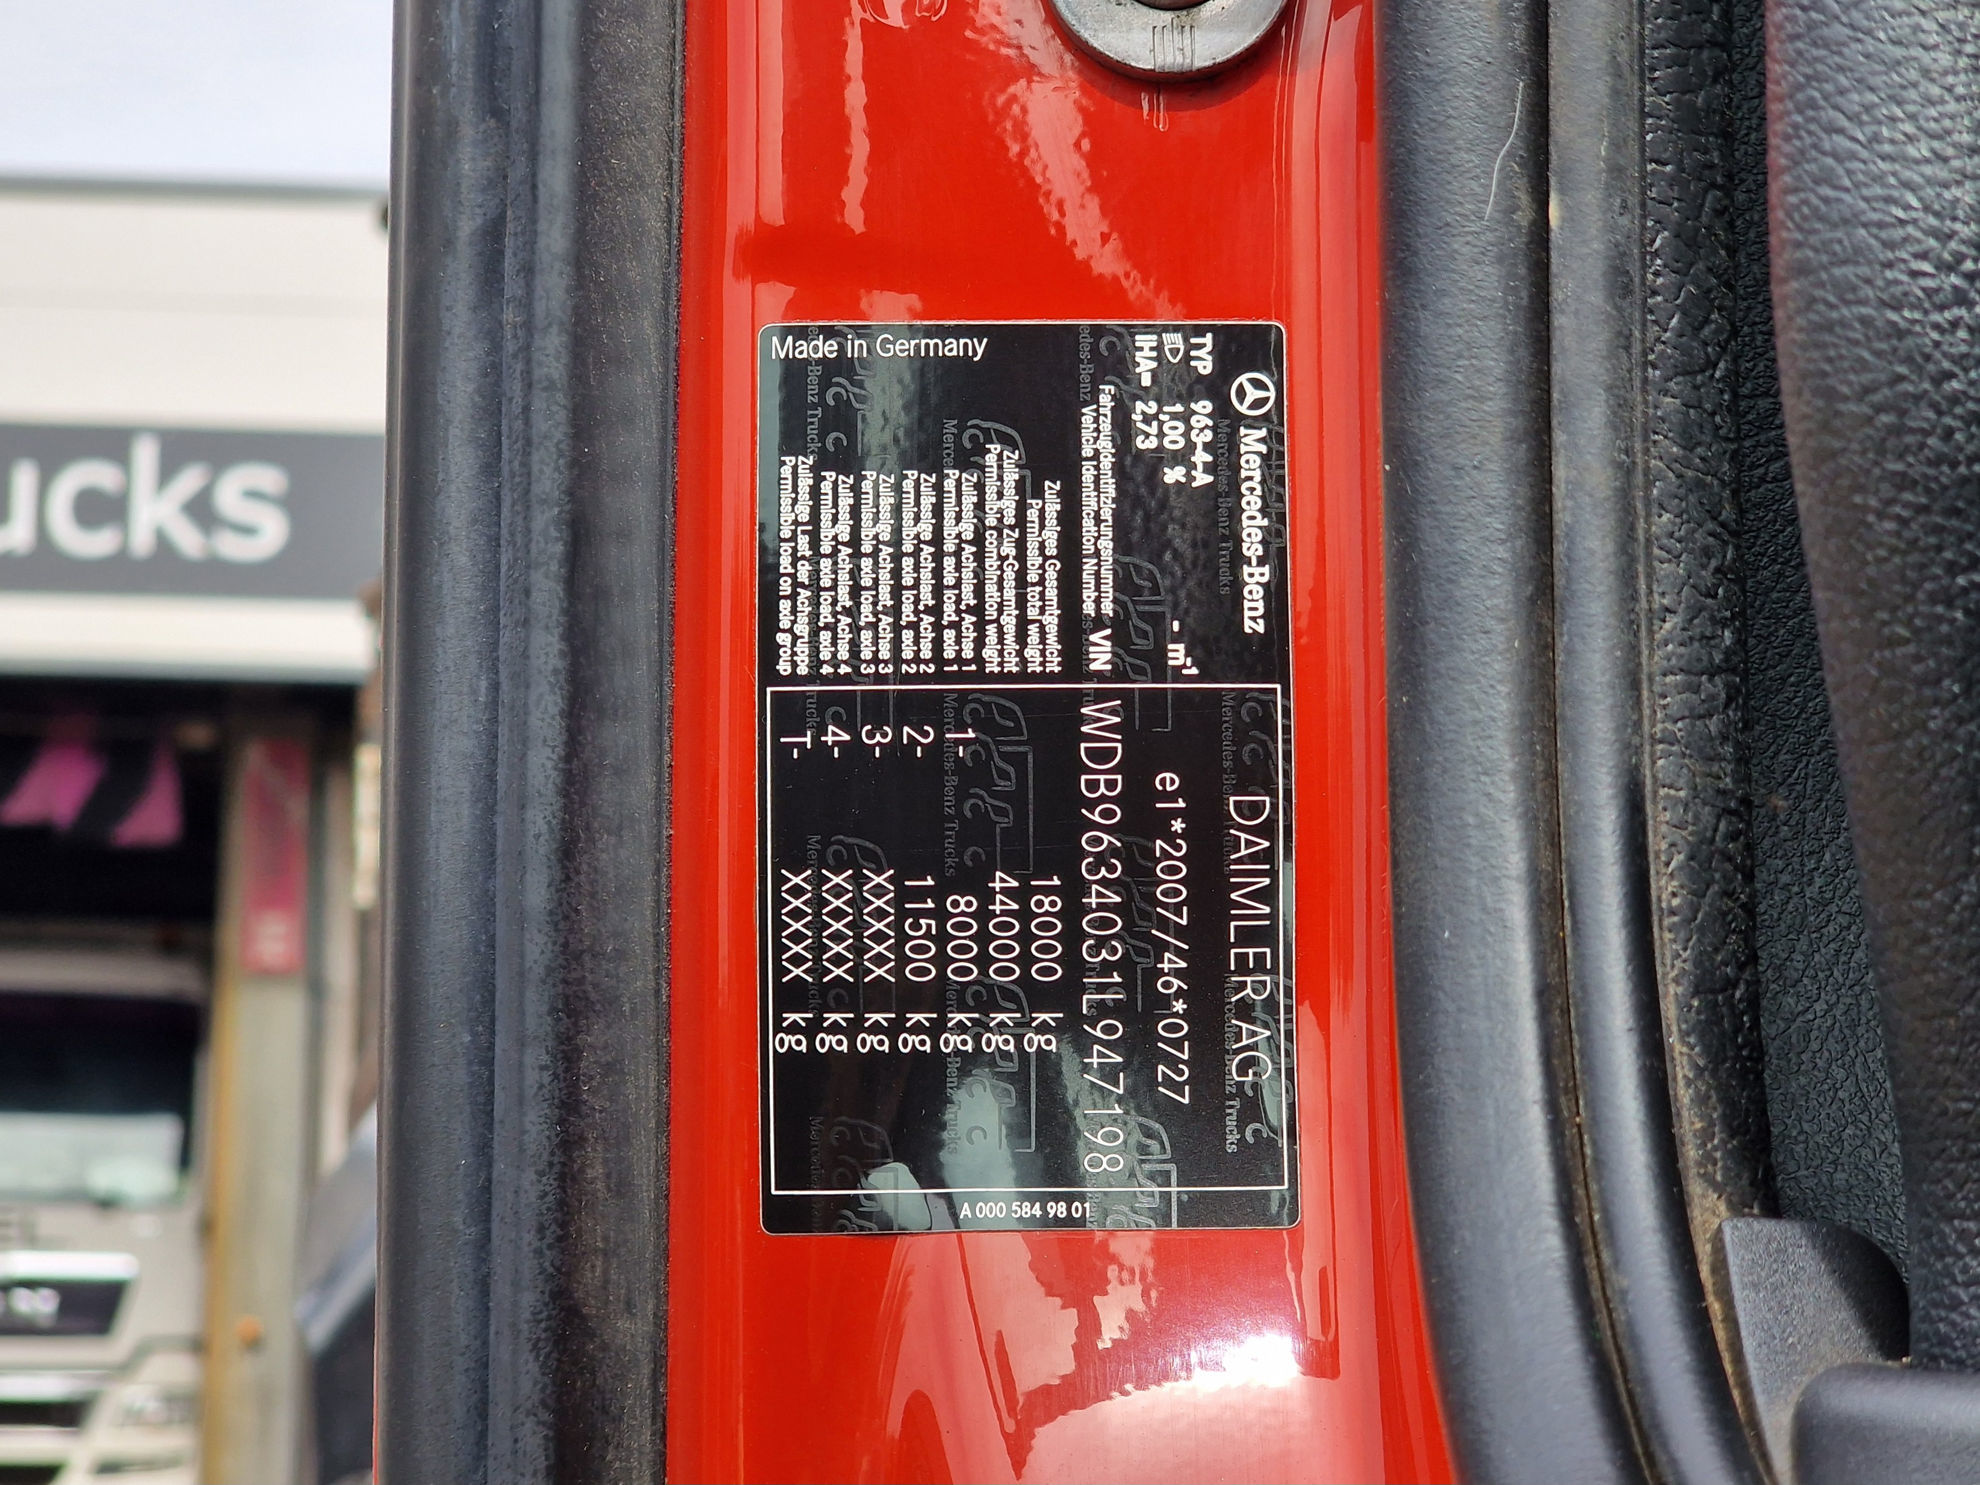 Mercedes-Benz
DAIMLER AG
TYP 963-4-A
1,00 % - m-1
e1*2007/46*0727
IHA= 2,73
Fahrzeugidentifizierungsnummer
Vehicle Identification Number VIN WDB9634031L947198
Zulässiges Gesamtgewicht
Permissible total weight 18000 kg
Zulässiges Zug-Gesamtgewicht
Permissible combination weight 44000 kg
Zulässige Achslast, Achse 1
Permissible axle load, axle 1 1- 8000 kg
Zulässige Achslast, Achse 2
Permissible axle load, axle 2 2- 11500 kg
Zulässige Achslast, Achse 3
Permissible axle load, axle 3 3- XXXXX kg
Zulässige Achslast, Achse 4
Permissible axle load, axle 4 4- XXXXX kg
Zulässige Last der Achsgruppe
Permissible load on axle group T- XXXXX kg
Made in Germany
A 000 584 98 01
Mercedes-Benz Trucks
ucks